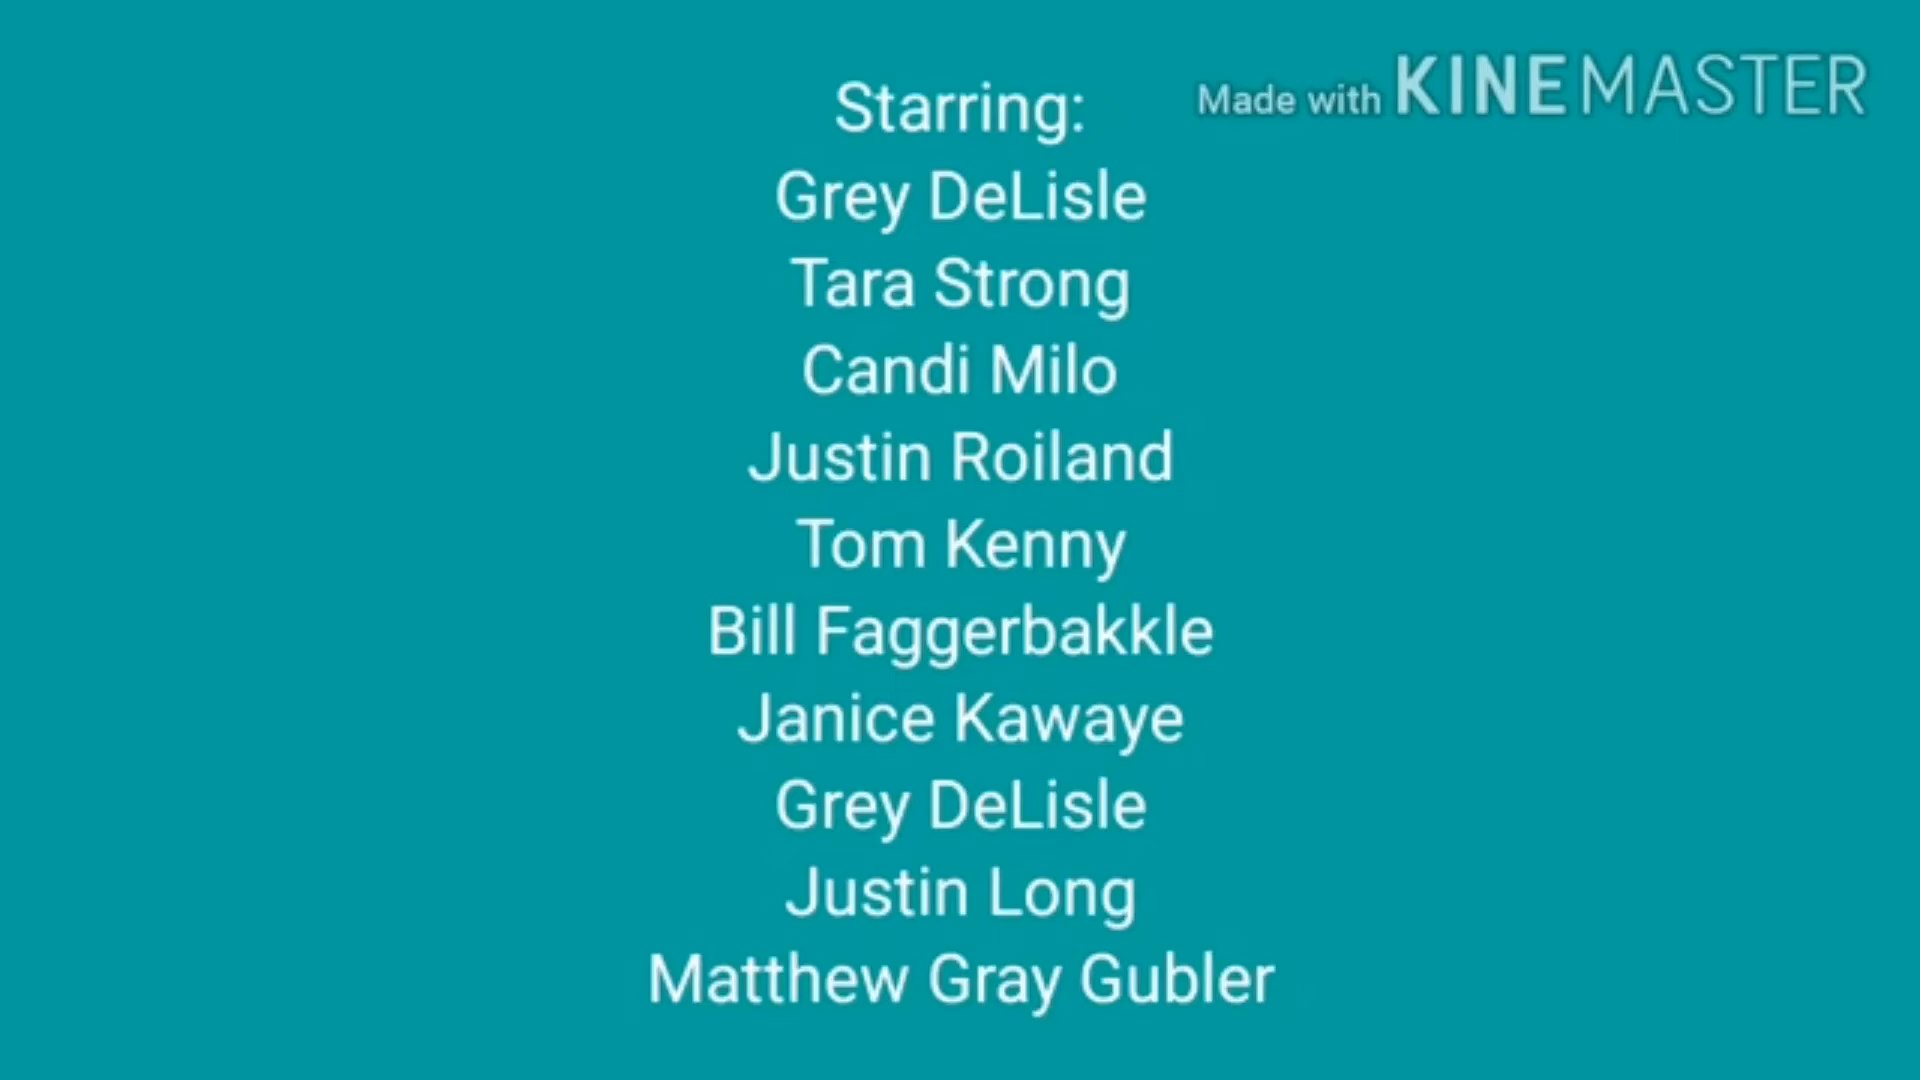 Starring:
Made with KINEMASTER
Grey DeLisle
Tara Strong
Candi Milo
Justin Roiland
Tom Kenny
Bill Faggerbakkle
Janice Kawaye
Grey DeLisle
Justin Long
Matthew Gray Gubler